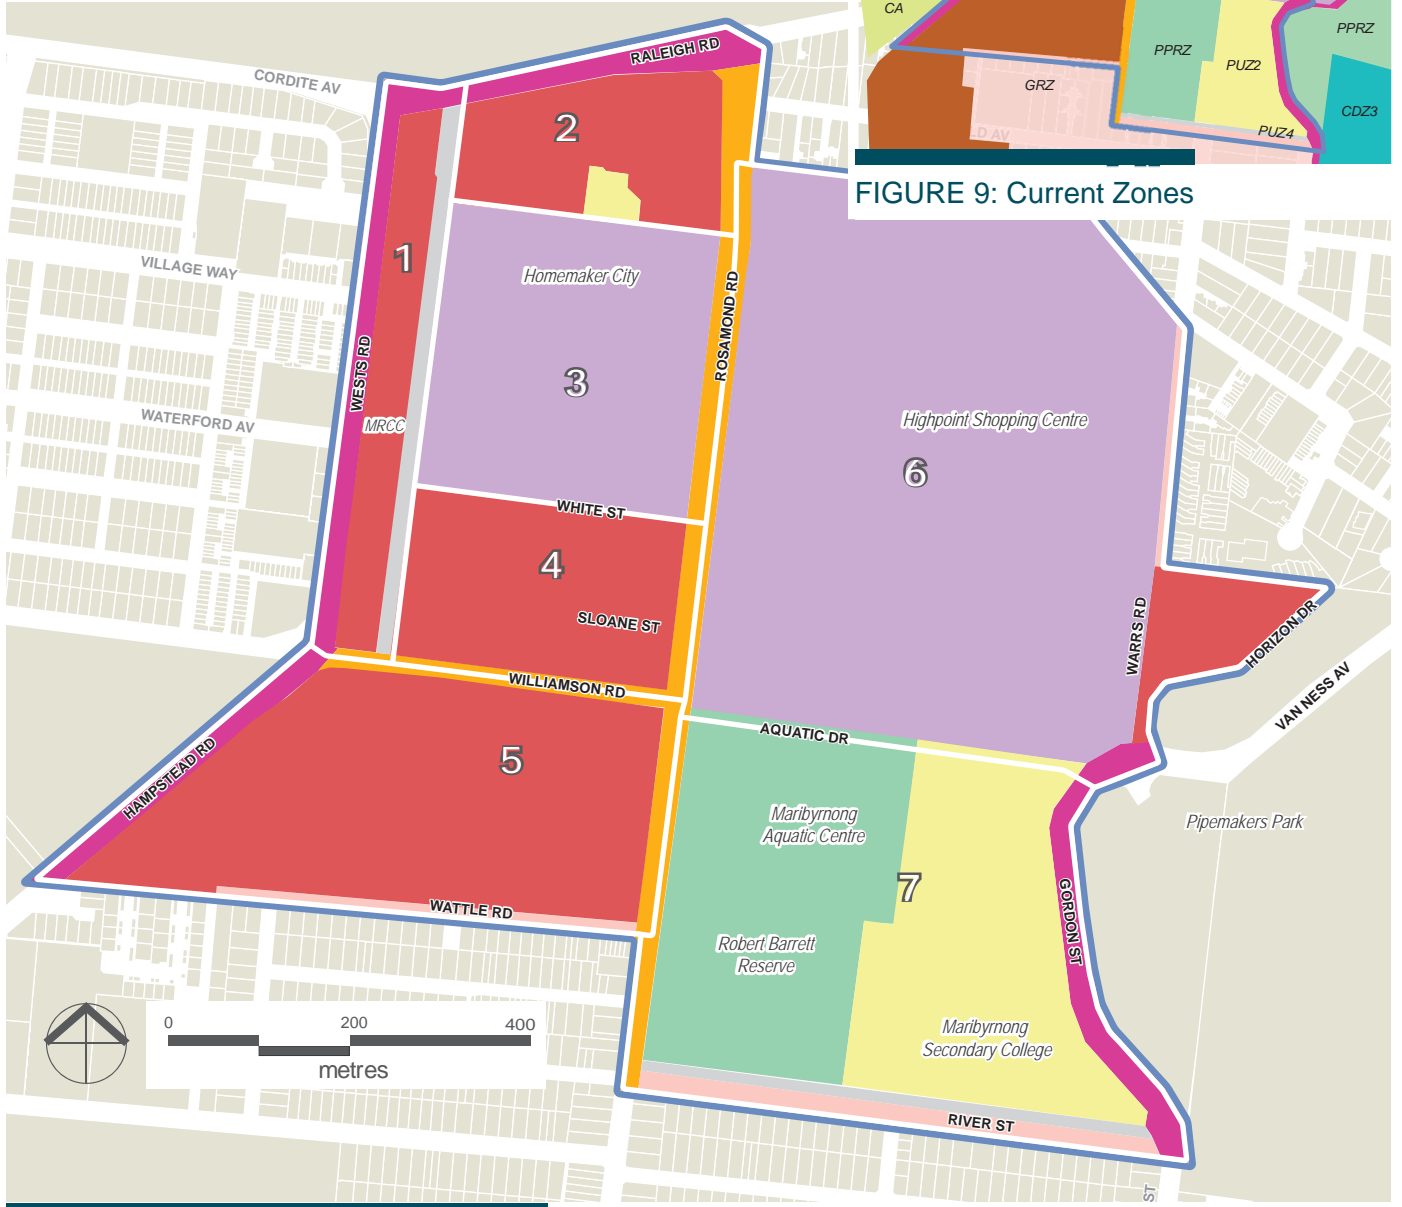 CA
PPRZ
PPRZ
PUZ2
GRZ
CDZ3
PUZ4
LD AV
FIGURE 9: Current Zones
RALEIGH RD
CORDITE AV
2
1
VILLAGE WAY
Homemaker City
ROSAMOND RD
WESTS RD
3
WATERFORD AV
MRCC
Highpoint Shopping Centre
6
WHITE ST
4
SLOANE ST
WARRS RD
HORIZON DR
WILLIAMSON RD
VAN NESS AV
AQUATIC DR
5
HAMPSTEAD RD
Maribyrnong
Aquatic Centre
Pipemakers Park
7
WATTLE RD
GORDON ST
Robert Barrett
Reserve
0 200 400
metres
Maribyrnong
Secondary College
RIVER ST
ST